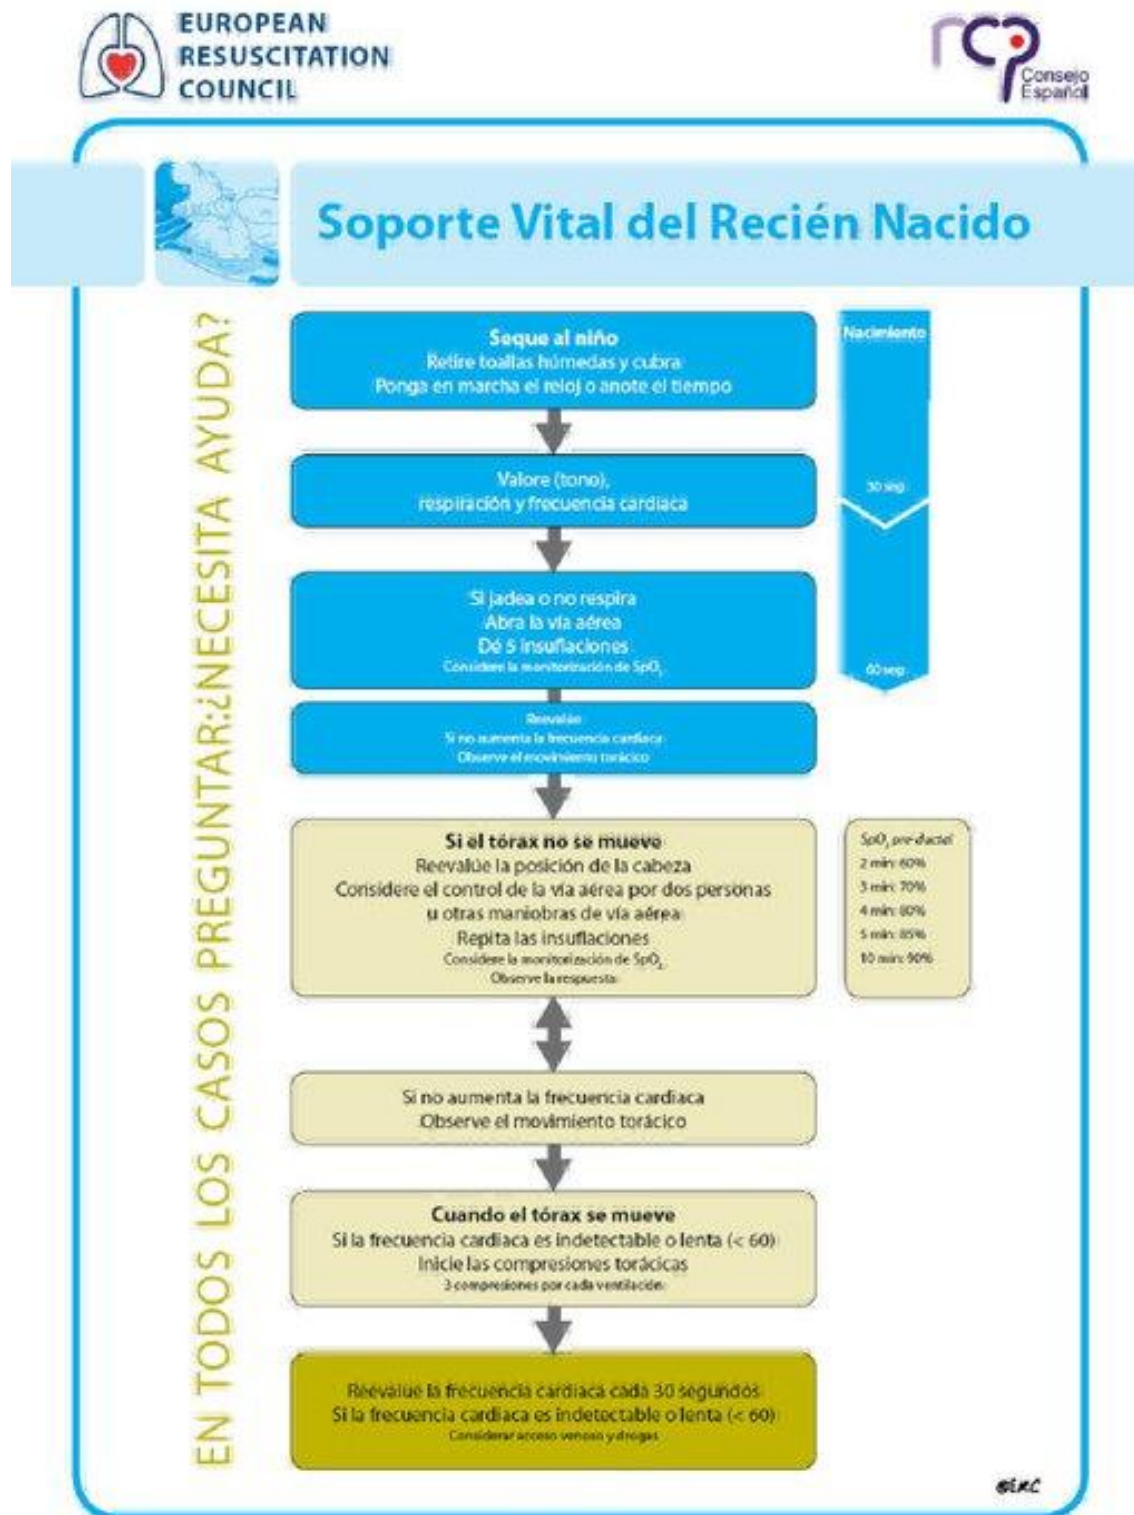 EUROPEAN
RESUSCITATION
COUNCIL
rcp
Consejo
Español
Soporte Vital del Recién Nacido
EN TODOS LOS CASOS PREGUNTAR:¿NECESITA AYUDA?
Seque al niño
Retire toallas húmedas y cubra
Ponga en marcha el reloj o anote el tiempo
Nacimiento
Valore (tono),
respiración y frecuencia cardiaca
30 seg
Si jadea o no respira
Abra la vía aérea
Dé 5 insuflaciones
Considere la monitorización de SpO₂
60 seg
Reevalúe
Si no aumenta la frecuencia cardiaca
Observe el movimiento torácico
Si el tórax no se mueve
Reevalúe la posición de la cabeza
Considere el control de la vía aérea por dos personas
u otras maniobras de vía aérea
Repita las insuflaciones
Considere la monitorización de SpO₂
Observe la respuesta
SpO₂ pre-ductel
2 min: 60%
3 min: 70%
4 min: 80%
5 min: 85%
10 min: 90%
Si no aumenta la frecuencia cardiaca
Observe el movimiento torácico
Cuando el tórax se mueve
Si la frecuencia cardiaca es indetectable o lenta (< 60)
Inicie las compresiones torácicas
3 compresiones por cada ventilación
Reevalúe la frecuencia cardiaca cada 30 segundos
Si la frecuencia cardiaca es indetectable o lenta (< 60)
Considerar acceso venoso y drogas
@ERC